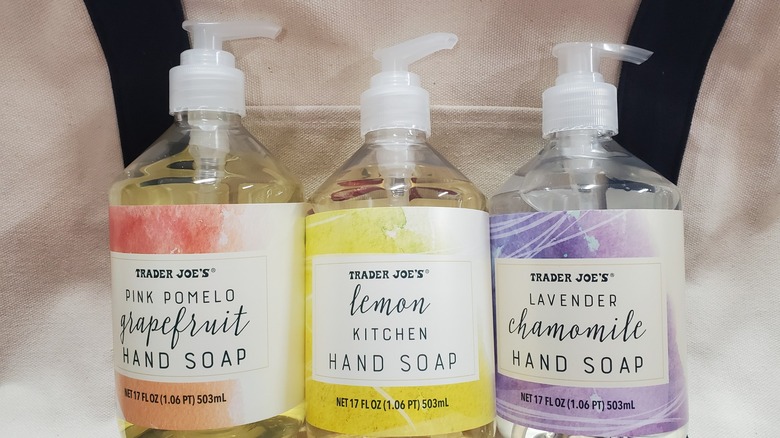 TRADER JOE'S®
PINK POMELO
grapefruit
HAND SOAP
NET 17 FL OZ (1.06 PT) 503mL
TRADER JOE'S®
lemon
KITCHEN
HAND SOAP
NET 17 FL OZ (1.06 PT) 503mL
TRADER JOE'S®
LAVENDER
chamomile
HAND SOAP
NET 17 FL OZ (1.06 PT) 503mL